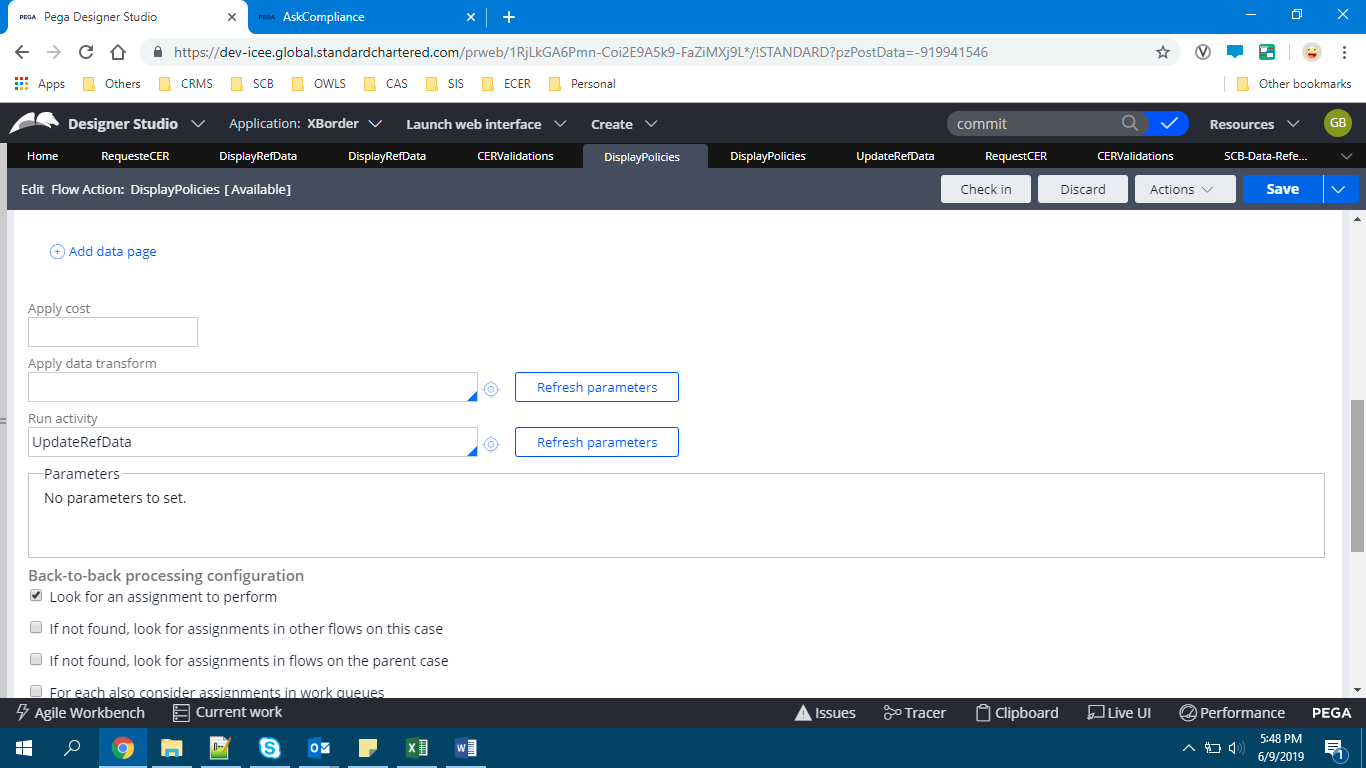 PEGA Pega Designer Studio
PEGA AskCompliance
https://dev-icee.global.standardchartered.com/prweb/1RjLkGA6Pmn-Coi2E9A5k9-FaZiMXj9L*/!STANDARD?pzPostData=-919941546
Apps Others CRMS SCB OWLS CAS SIS ECER Personal Other bookmarks
Designer Studio Application: XBorder Launch web interface Create commit Resources GB
Home RequesteCER DisplayRefData DisplayRefData CERValidations DisplayPolicies DisplayPolicies UpdateRefData RequestCER CERValidations SCB-Data-Refe...
Edit Flow Action: DisplayPolicies [ Available] Check in Discard Actions Save
Add data page
Apply cost
Apply data transform
Refresh parameters
Run activity
UpdateRefData Refresh parameters
Parameters
No parameters to set.
Back-to-back processing configuration
Look for an assignment to perform
If not found, look for assignments in other flows on this case
If not found, look for assignments in flows on the parent case
For each also consider assignments in work queues
Agile Workbench Current work Issues Tracer Clipboard Live UI Performance PEGA
5:48 PM
6/9/2019
1